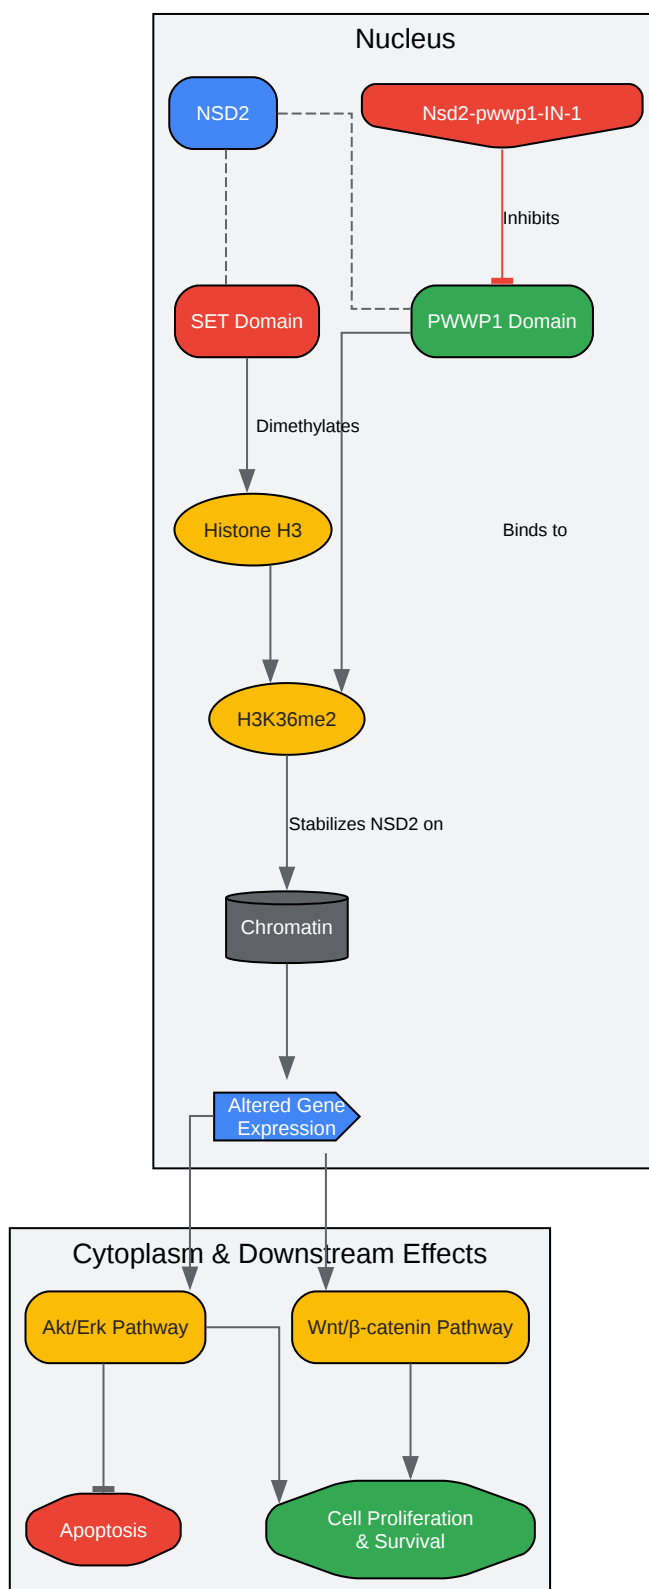 Nucleus
NSD2
Nsd2-pwwp1-IN-1
Inhibits
SET Domain
PWWP1 Domain
Dimethylates
Histone H3
Binds to
H3K36me2
Stabilizes NSD2 on
Chromatin
Altered Gene
Expression
Cytoplasm & Downstream Effects
Akt/Erk Pathway
Wnt/β-catenin Pathway
Apoptosis
Cell Proliferation
& Survival